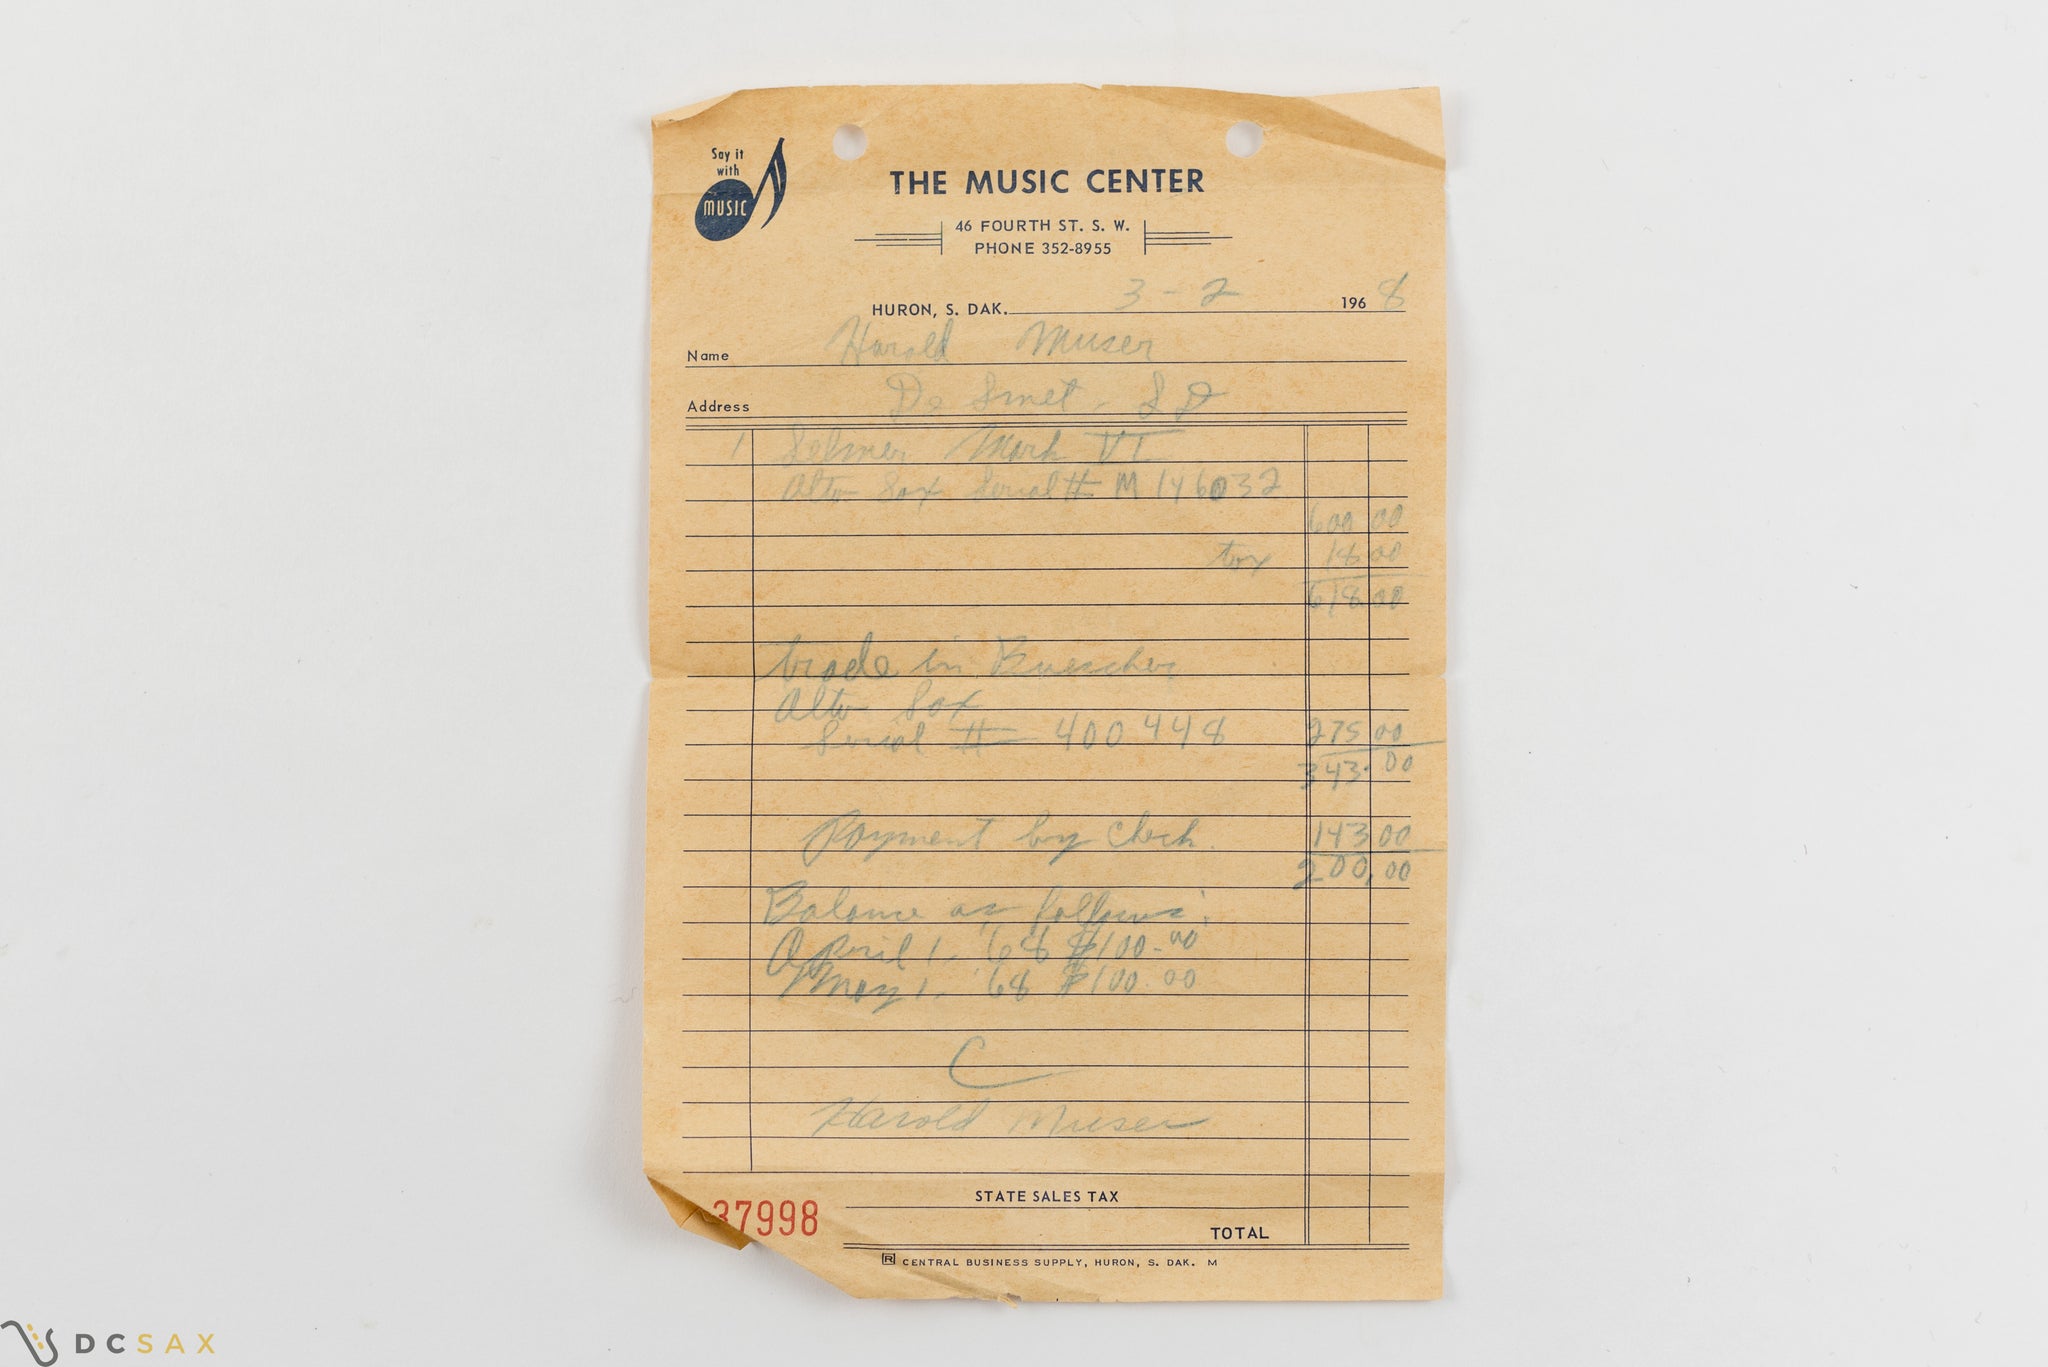 Say it
with
MUSIC
THE MUSIC CENTER
46 FOURTH ST. S. W.
PHONE 352-8955
HURON, S. DAK. 3-2 1968
Name Harold Muser
Address De Smet, SD
1 Selmer Mark VI
Alto Sax Serial # M 146032
600 00
tax 18.00
618.00
trade in Buescher
Alto Sax
Serial # 400448 275 00
343.00
Payment by Check. 143 00
200.00
Balance as follows:
April 1, '68 $100.00
May 1, '68 $100.00
C
Harold Muser
STATE SALES TAX
37998
TOTAL
R CENTRAL BUSINESS SUPPLY, HURON, S. DAK. M
DCSAX